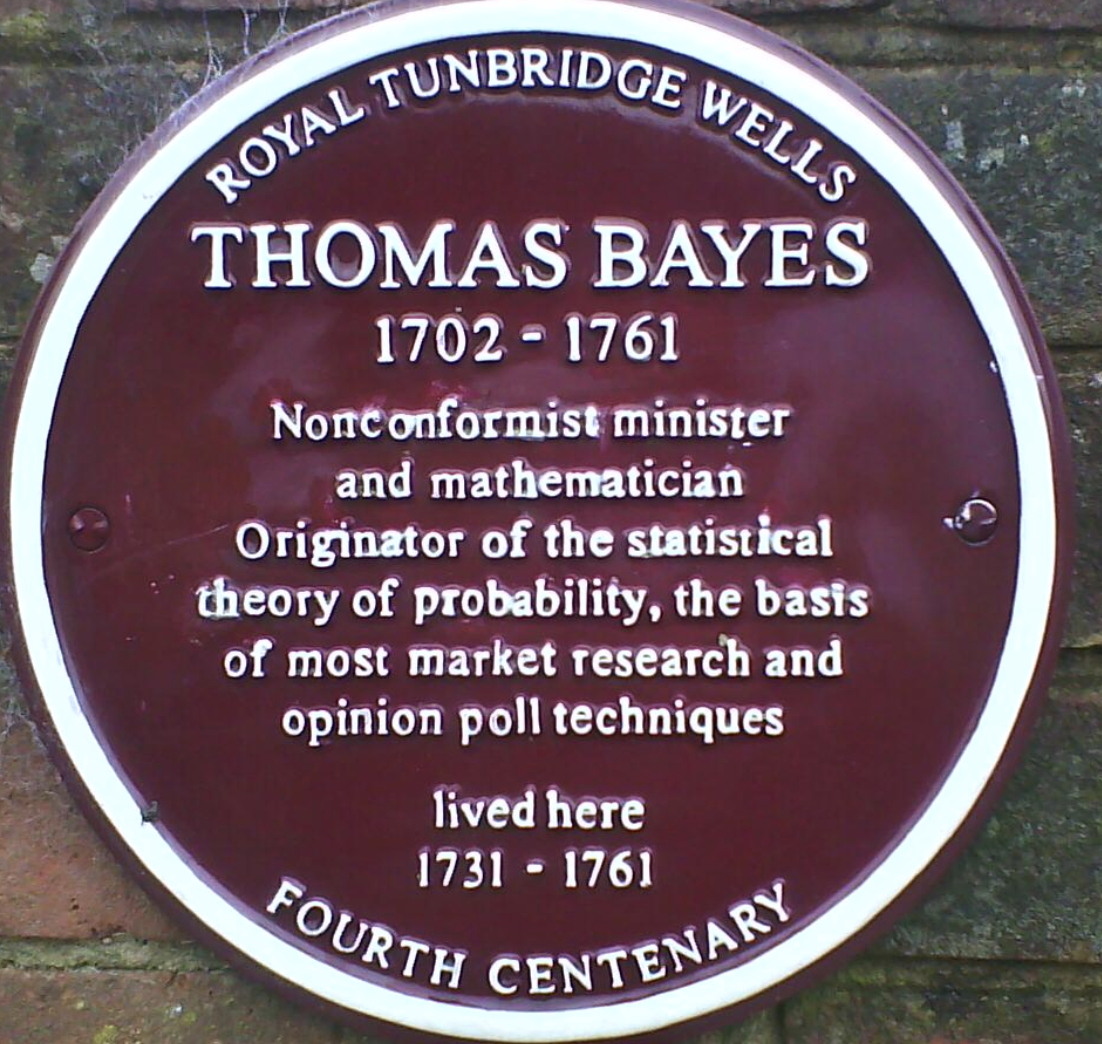 ROYAL TUNBRIDGE WELLS
THOMAS BAYES
1702 - 1761
Nonconformist minister
and mathematician
Originator of the statistical
theory of probability, the basis
of most market research and
opinion poll techniques
lived here
1731 - 1761
FOURTH CENTENARY